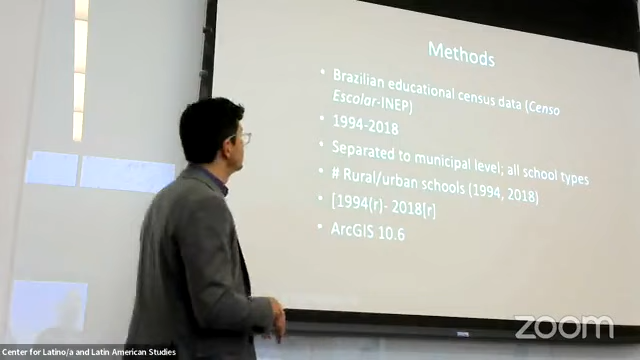 Methods
• Brazilian educational census data (Censo
Escolar-INEP)
• 1994-2018
• Separated to municipal level; all school types
• # Rural/urban schools (1994, 2018)
• [1994(r)- 2018[r]
• ArcGIS 10.6
zoom
Center for Latino/a and Latin American Studies